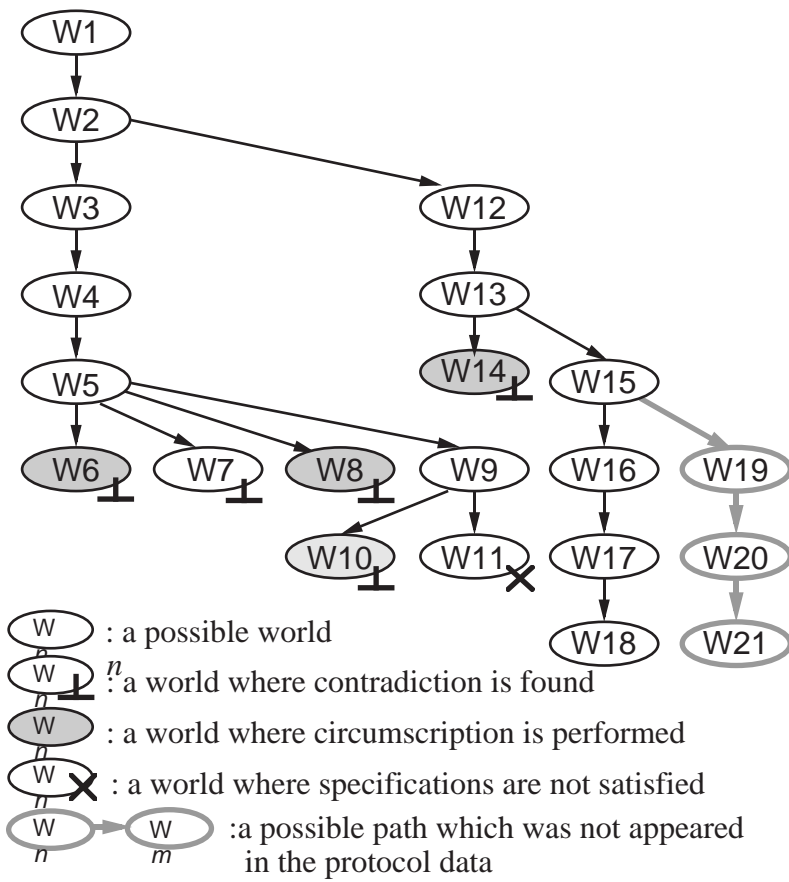 W1
W2
W3
W12
W4
W13
W5
W14
W15
W6
W7
W8
W9
W16
W19
W10
W11
W17
W20
W18
W21
W
n
: a possible world
W
n
n
: a world where contradiction is found
W
n
: a world where circumscription is performed
W
n
: a world where specifications are not satisfied
W
n
W
m
:a possible path which was not appeared
in the protocol data